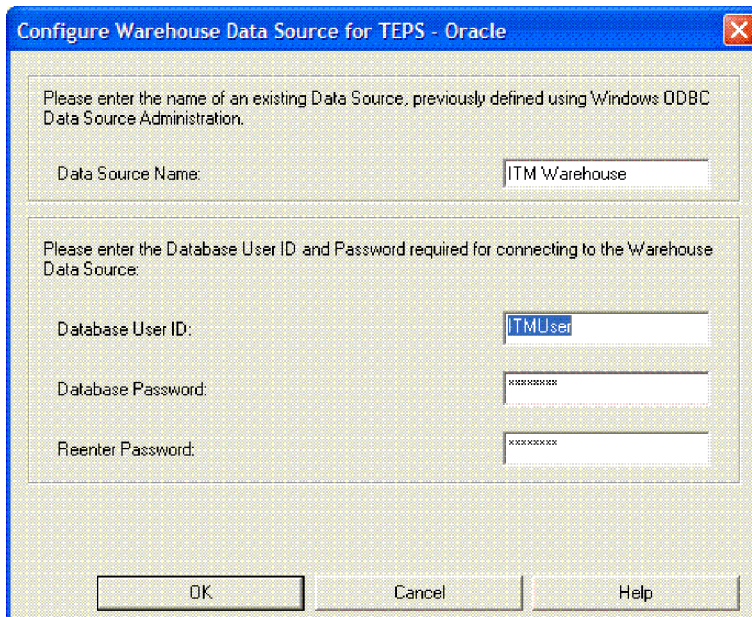 Configure Warehouse Data Source for TEPS - Oracle
Please enter the name of an existing Data Source, previously defined using Windows ODBC
Data Source Administration.
Data Source Name:
ITM Warehouse
Please enter the Database User ID and Password required for connecting to the Warehouse
Data Source:
Database User ID:
ITMUser
Database Password:
********
Reenter Password:
********
OK
Cancel
Help